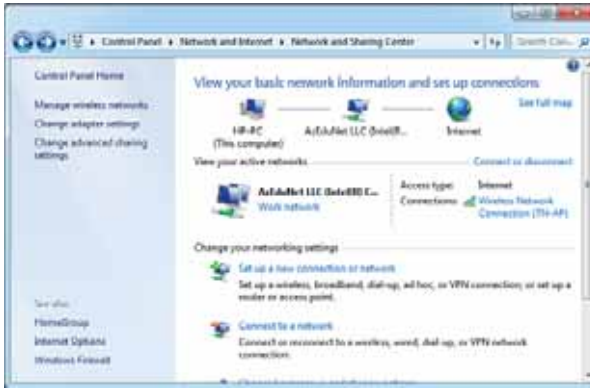 Control Panel Network and Internet Network and Sharing Center
Control Panel Home
Manage wireless networks
Change adapter settings
Change advanced sharing
settings
See also
HomeGroup
Internet Options
Windows Firewall
View your basic network information and set up connections
See full map
HP-PC
(This computer)
Internet
View your active networks
Connect or disconnect
Work network
Access type: Internet
Connections: Wireless Network
Connection (TN-AP)
Change your networking settings
Set up a new connection or network
Set up a wireless, broadband, dial-up, ad hoc, or VPN connection; or set up a
router or access point.
Connect to a network
Connect or reconnect to a wireless, wired, dial-up, or VPN network
connection.